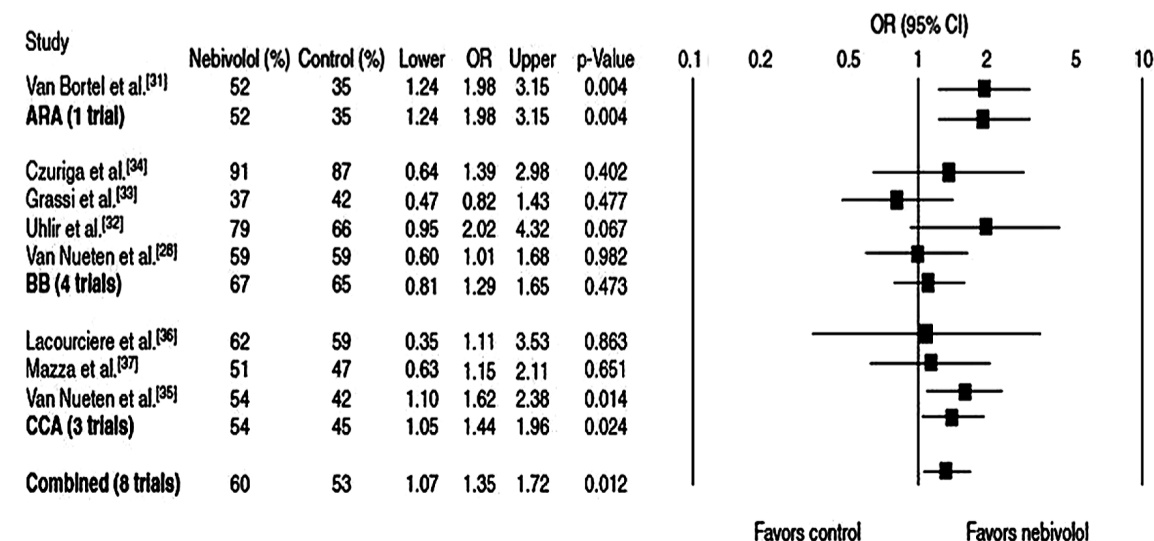 OR (95% CI)
Study Nebivolol (%) Control (%) Lower OR Upper p-Value 0.1 0.2 0.5 1 2 5 10
Van Bortel et al.[31] 52 35 1.24 1.98 3.15 0.004
ARA (1 trial) 52 35 1.24 1.98 3.15 0.004
Czuriga et al.[34] 91 87 0.64 1.39 2.98 0.402
Grassi et al.[33] 37 42 0.47 0.82 1.43 0.477
Uhlir et al.[32] 79 66 0.95 2.02 4.32 0.067
Van Nueten et al.[28] 59 59 0.60 1.01 1.68 0.982
BB (4 trials) 67 65 0.81 1.29 1.65 0.473
Lacourciere et al.[36] 62 59 0.35 1.11 3.53 0.863
Mazza et al.[37] 51 47 0.63 1.15 2.11 0.651
Van Nueten et al.[35] 54 42 1.10 1.62 2.38 0.014
CCA (3 trials) 54 45 1.05 1.44 1.96 0.024
Combined (8 trials) 60 53 1.07 1.35 1.72 0.012
Favors control Favors nebivolol